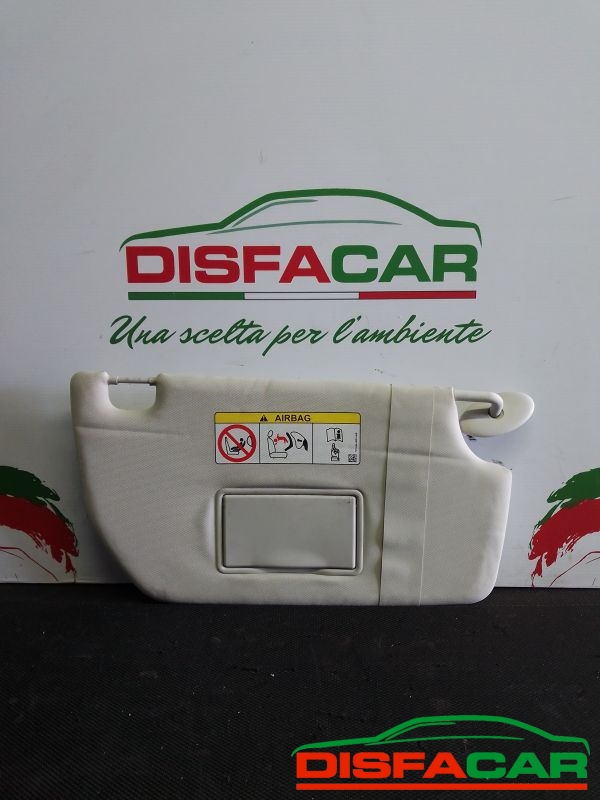 DISFACAR
Una scelta per l'ambiente
AIRBAG
DISFACAR